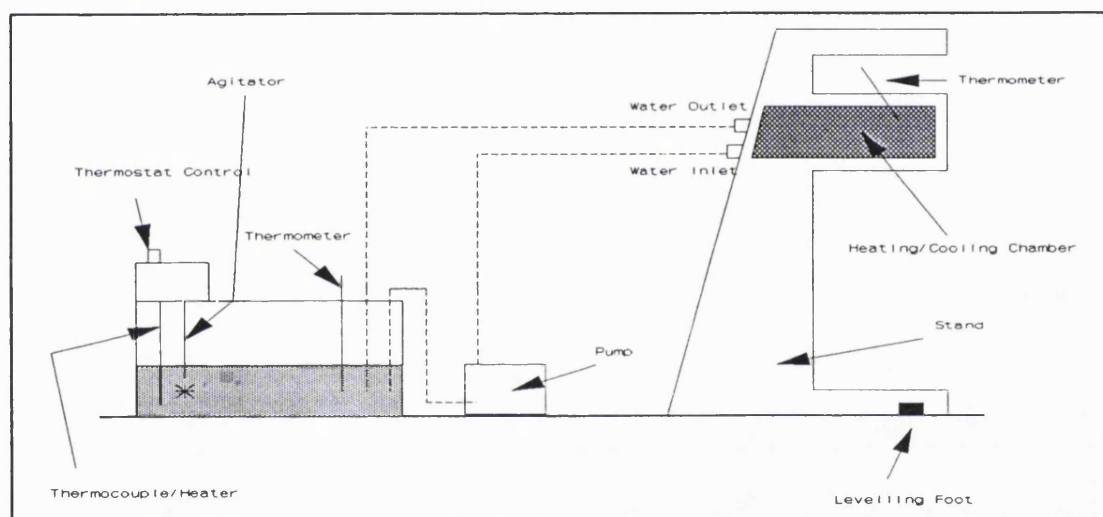 Agitator
Thermometer
Water Outlet
Thermostat Control
Water Inlet
Thermometer
Heating/Cooling Chamber
Stand
Pump
Thermocouple/Heater
Levelling Foot